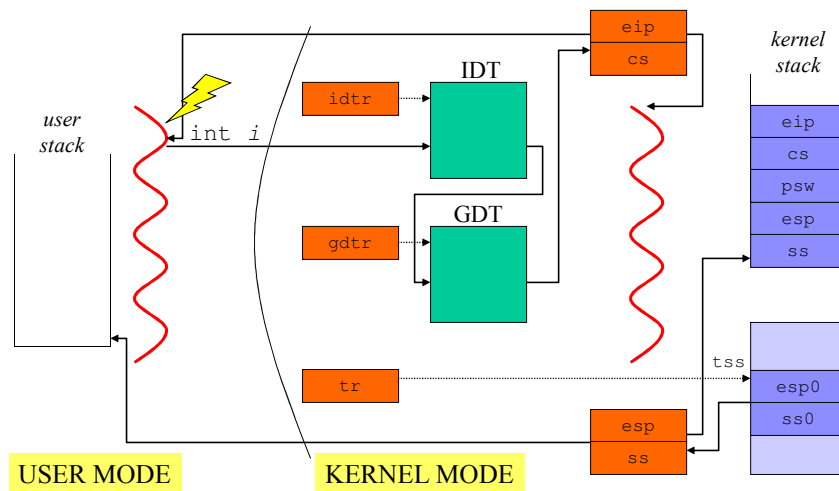 eip
cs
kernel
stack
IDT
idtr
user
stack
int i
eip
cs
psw
esp
ss
GDT
gdtr
tss
tr
esp0
ss0
esp
ss
USER MODE
KERNEL MODE